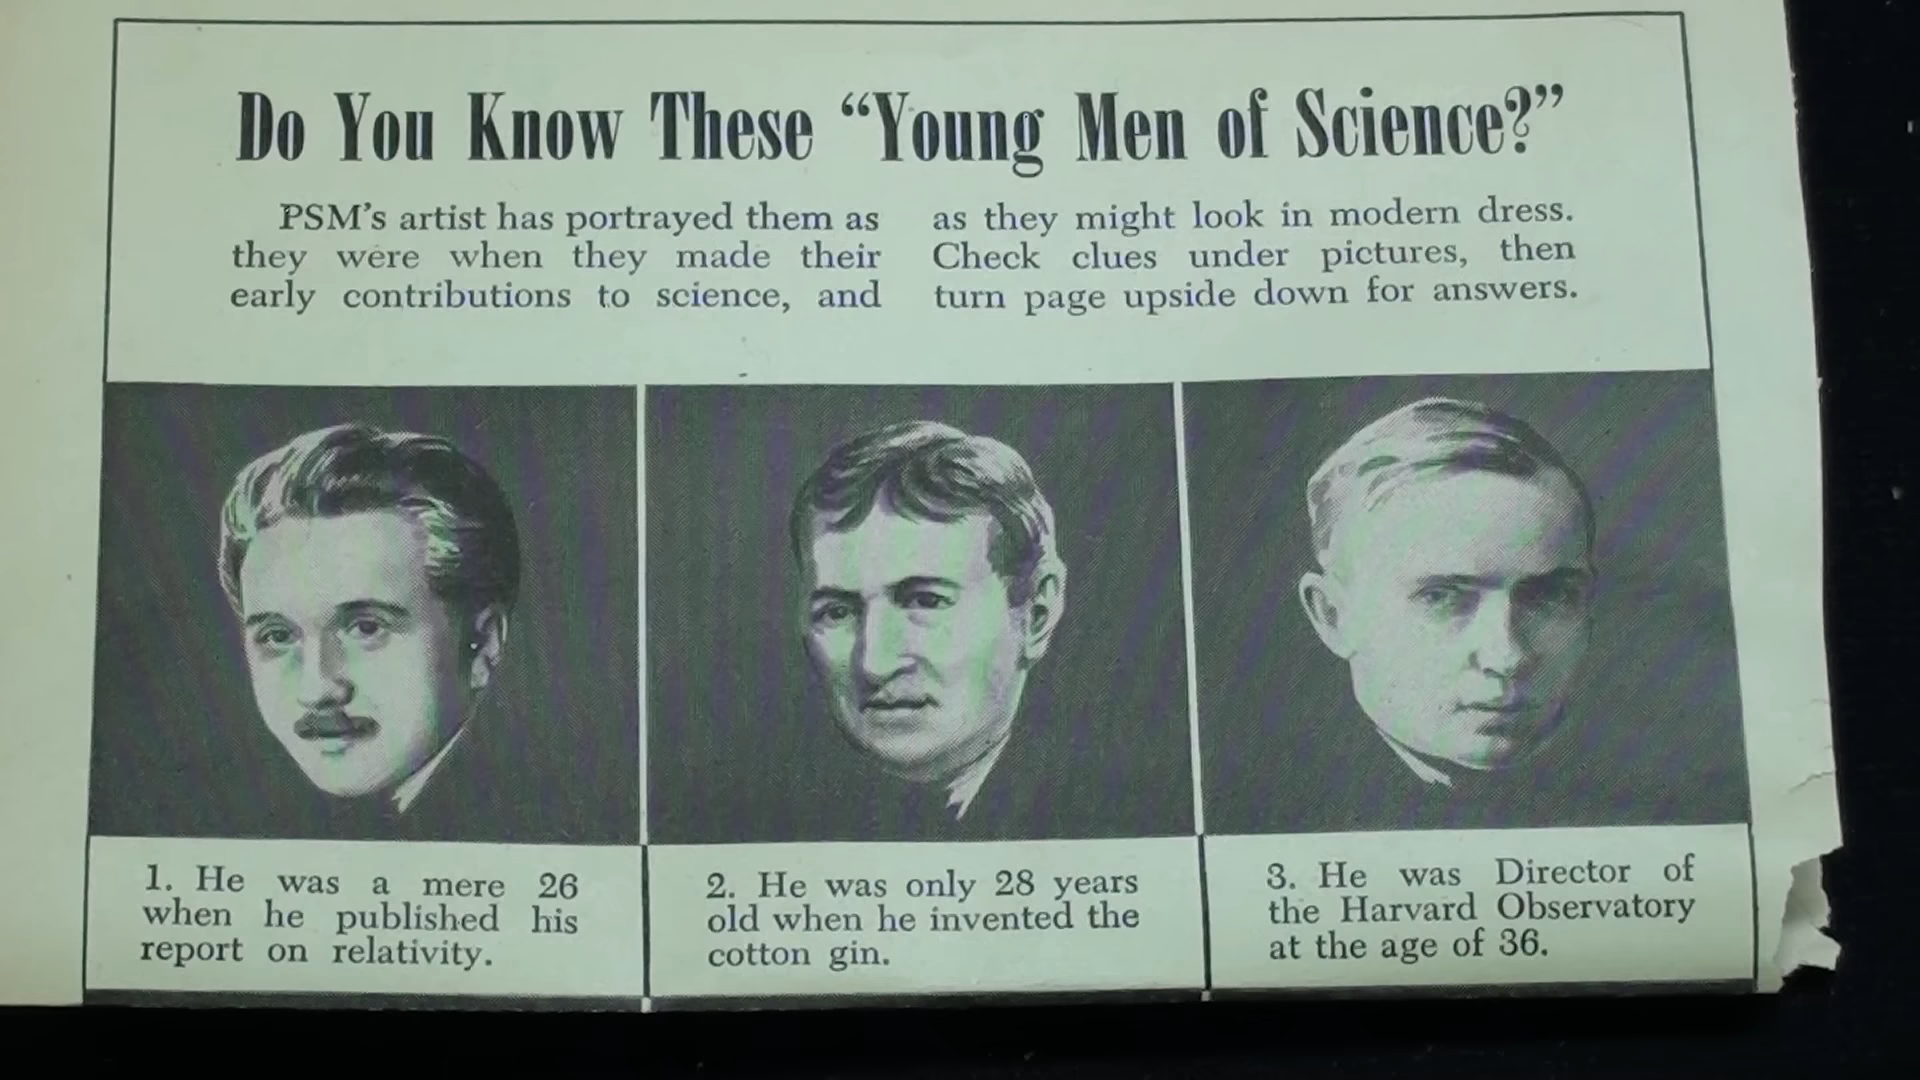 Do You Know These “Young Men of Science?”
PSM’s artist has portrayed them as
they were when they made their
early contributions to science, and
as they might look in modern dress.
Check clues under pictures, then
turn page upside down for answers.
1. He was a mere 26
when he published his
report on relativity.
2. He was only 28 years
old when he invented the
cotton gin.
3. He was Director of
the Harvard Observatory
at the age of 36.